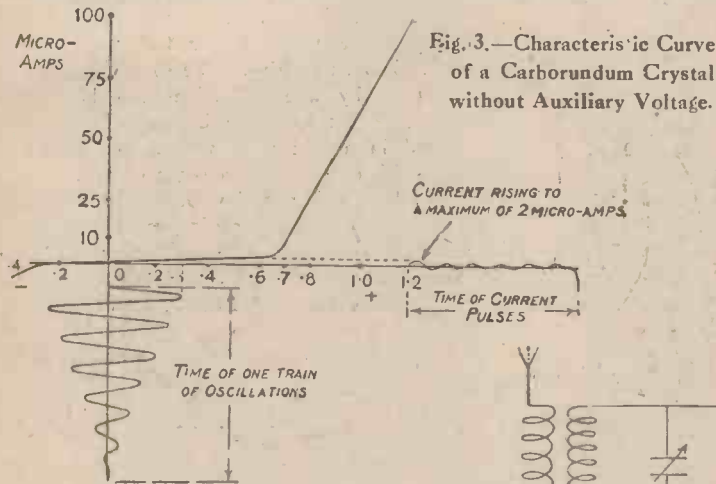 100
MICRO-
AMPS
Fig. 3.—Characteris'ic Curve
of a Carborundum Crystal
without Auxiliary Voltage.
75
50
25
10
CURRENT RISING TO
A MAXIMUM OF 2 MICRO-AMPS.
.4 .2 0 .2 .4 .6 .7 .8 1.0 1.2
− +
TIME OF CURRENT
PULSES
TIME OF ONE TRAIN
OF OSCILLATIONS